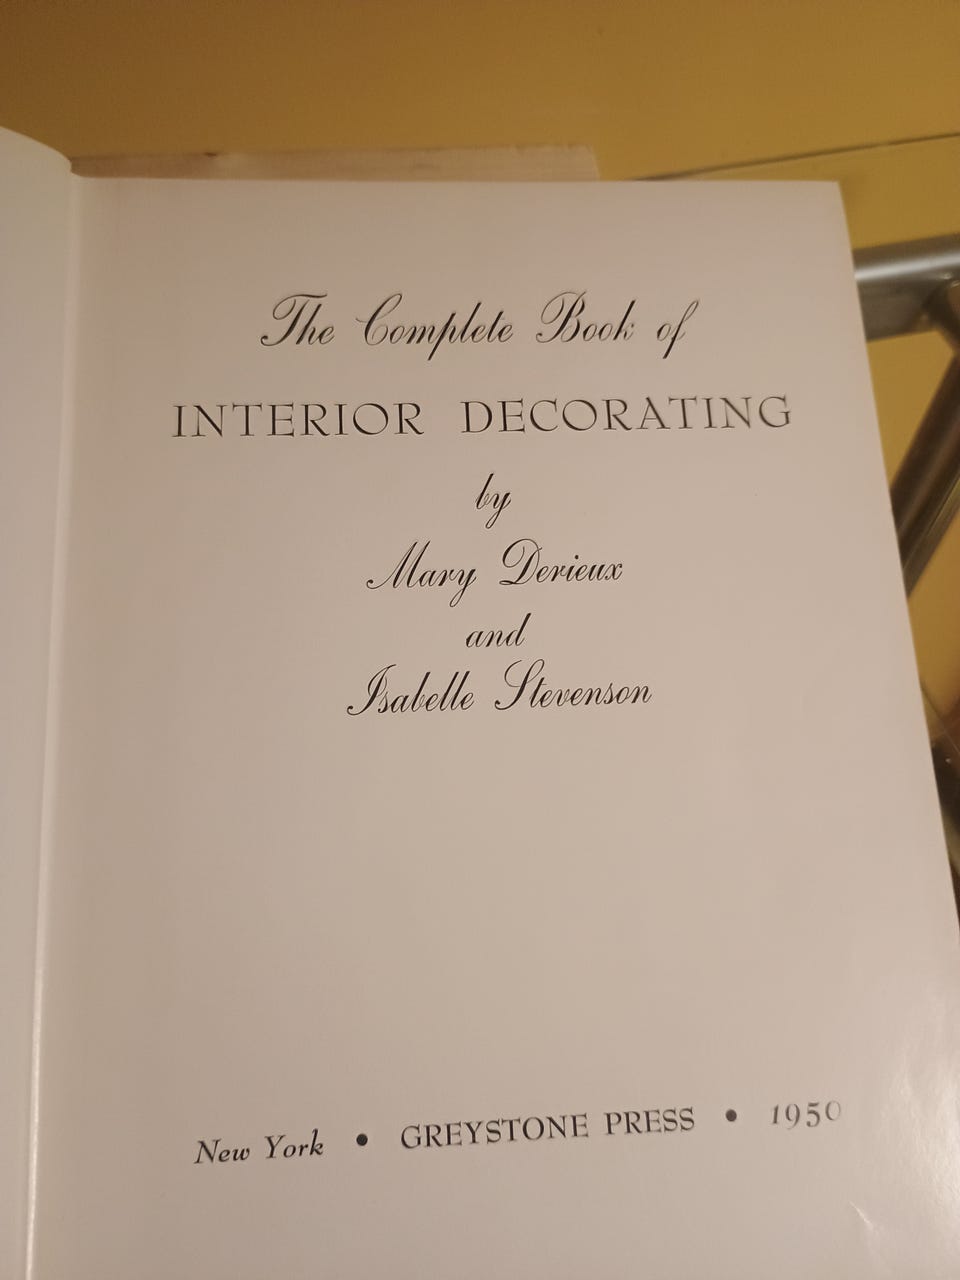 The Complete Book of
INTERIOR DECORATING
by
Mary Derieux
and
Isabelle Stevenson
New York • GREYSTONE PRESS • 1950